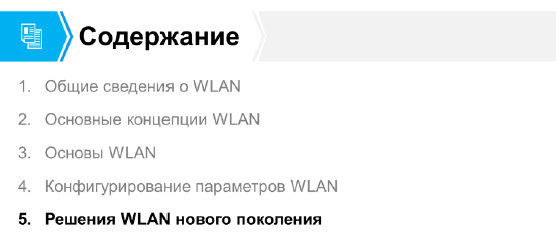 Содержание
1. Общие сведения о WLAN
2. Основные концепции WLAN
3. Основы WLAN
4. Конфигурирование параметров WLAN
5. Решения WLAN нового поколения